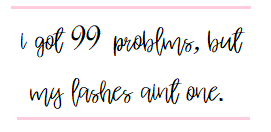 i got 99 problms, but
my lashes aint one.